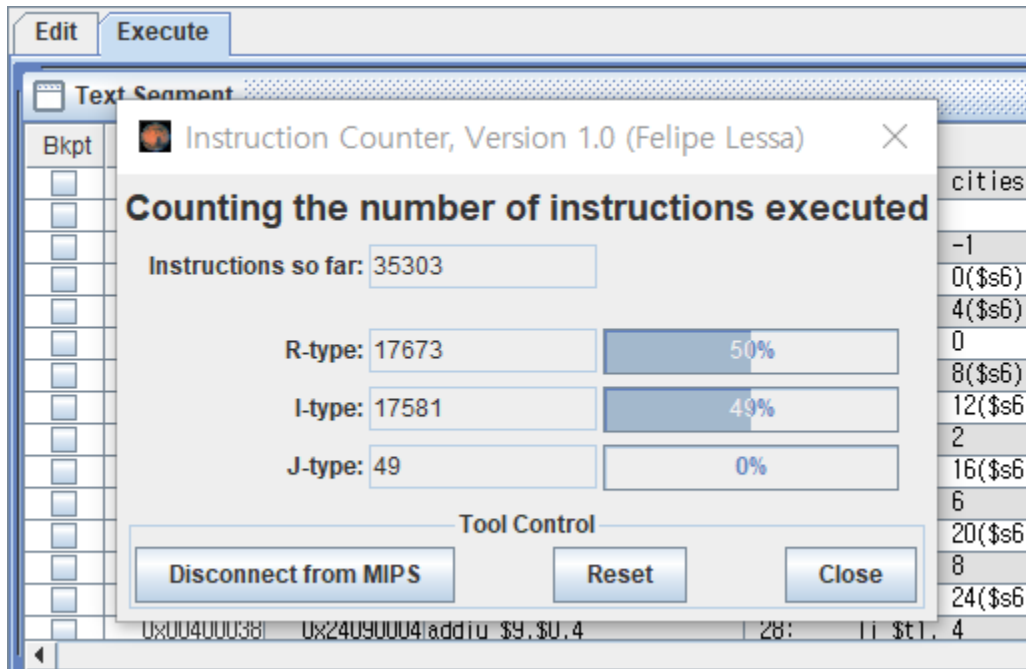 Edit Execute
Text Segment
Bkpt
Instruction Counter, Version 1.0 (Felipe Lessa)
cities
Counting the number of instructions executed
-1
Instructions so far: 35303
0($s6)
4($s6)
R-type: 17673 50%
0
8($s6)
I-type: 17581 49%
12($s6
2
J-type: 49 0%
16($s6
6
Tool Control
20($s6
Disconnect from MIPS Reset Close
8
24($s6
0x00400038 0x24090004 addiu $9,$0,4 28: li $t1, 4